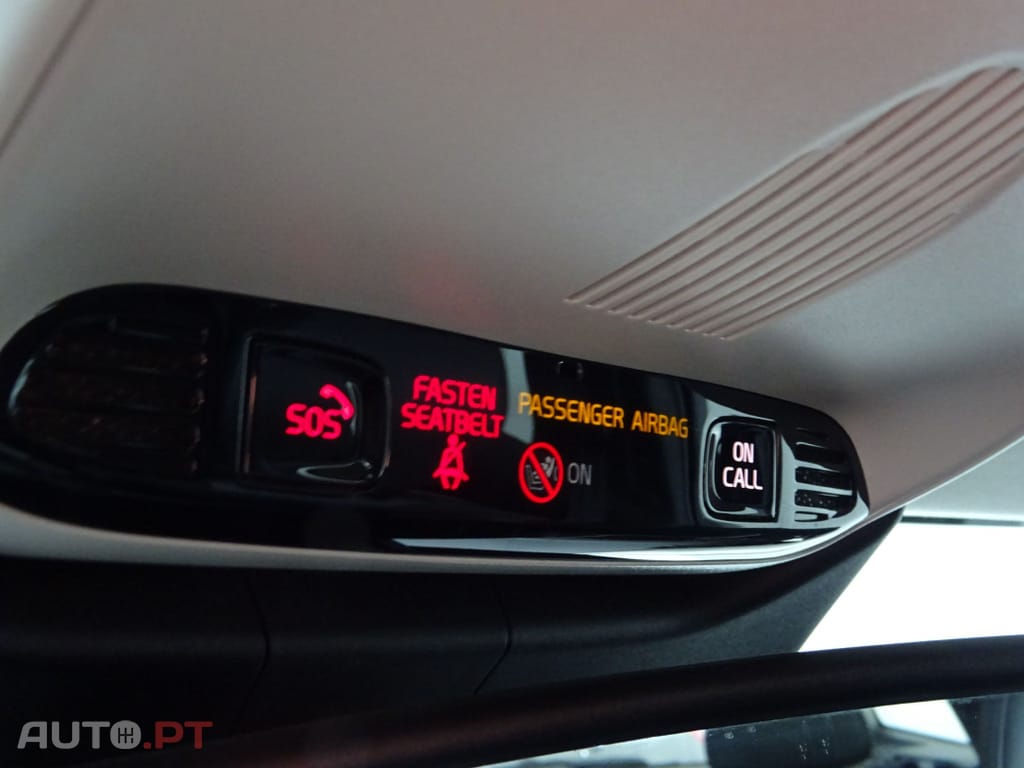 SOS
FASTEN
SEATBELT
PASSENGER AIRBAG
ON
ON
CALL
AUTO.PT